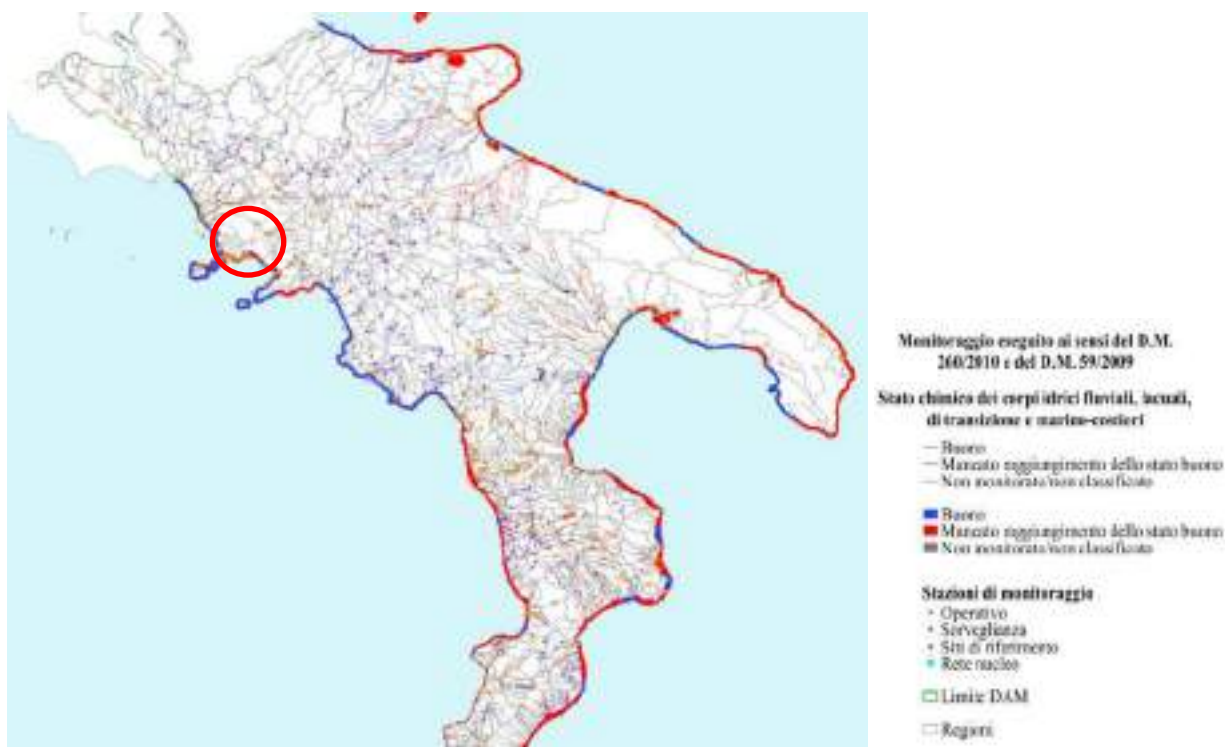 Monitoraggio eseguito ai sensi del D.M.
260/2010 e del D.M. 59/2009
Stato chimico dei corpi idrici fluviali, lacuali,
di transizione e marino-costieri
Buono
Mancato raggiungimento dello stato buono
Non monitorato/non classificato
Buono
Mancato raggiungimento dello stato buono
Non monitorato/non classificato
Stazioni di monitoraggio
Operativo
Sorveglianza
Siti di riferimento
Rete nucleo
Limite DAM
Regioni